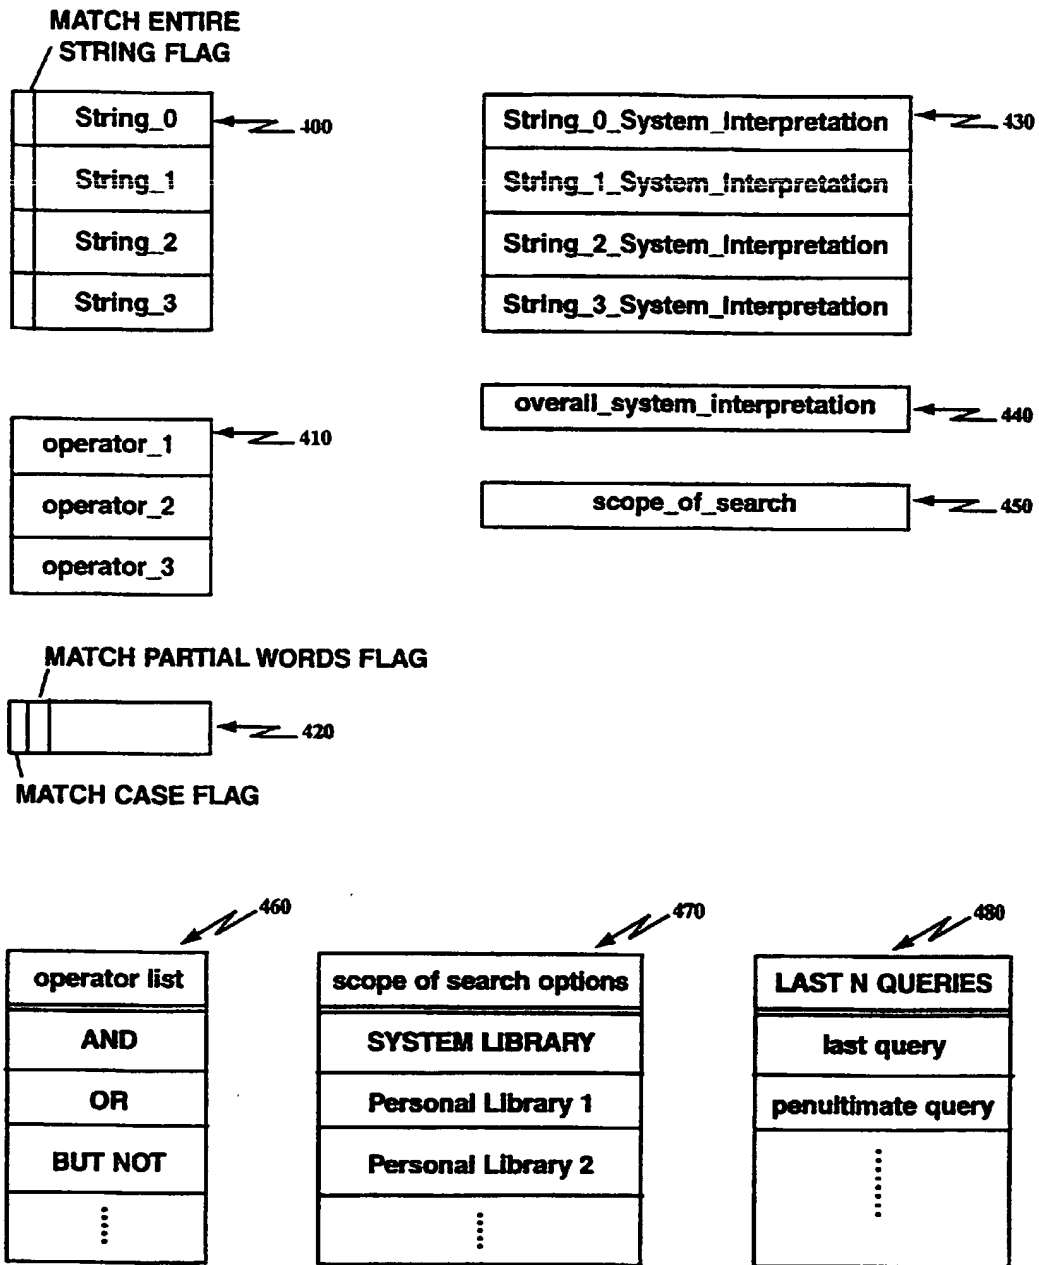 MATCH ENTIRE
STRING FLAG
String_0
400
String_1
String_2
String_3
String_0_System_Interpretation
430
String_1_System_Interpretation
String_2_System_Interpretation
String_3_System_Interpretation
overall_system_interpretation
440
operator_1
410
operator_2
operator_3
scope_of_search
450
MATCH PARTIAL WORDS FLAG
420
MATCH CASE FLAG
460
operator list
AND
OR
BUT NOT
470
scope of search options
SYSTEM LIBRARY
Personal Library 1
Personal Library 2
480
LAST N QUERIES
last query
penultimate query